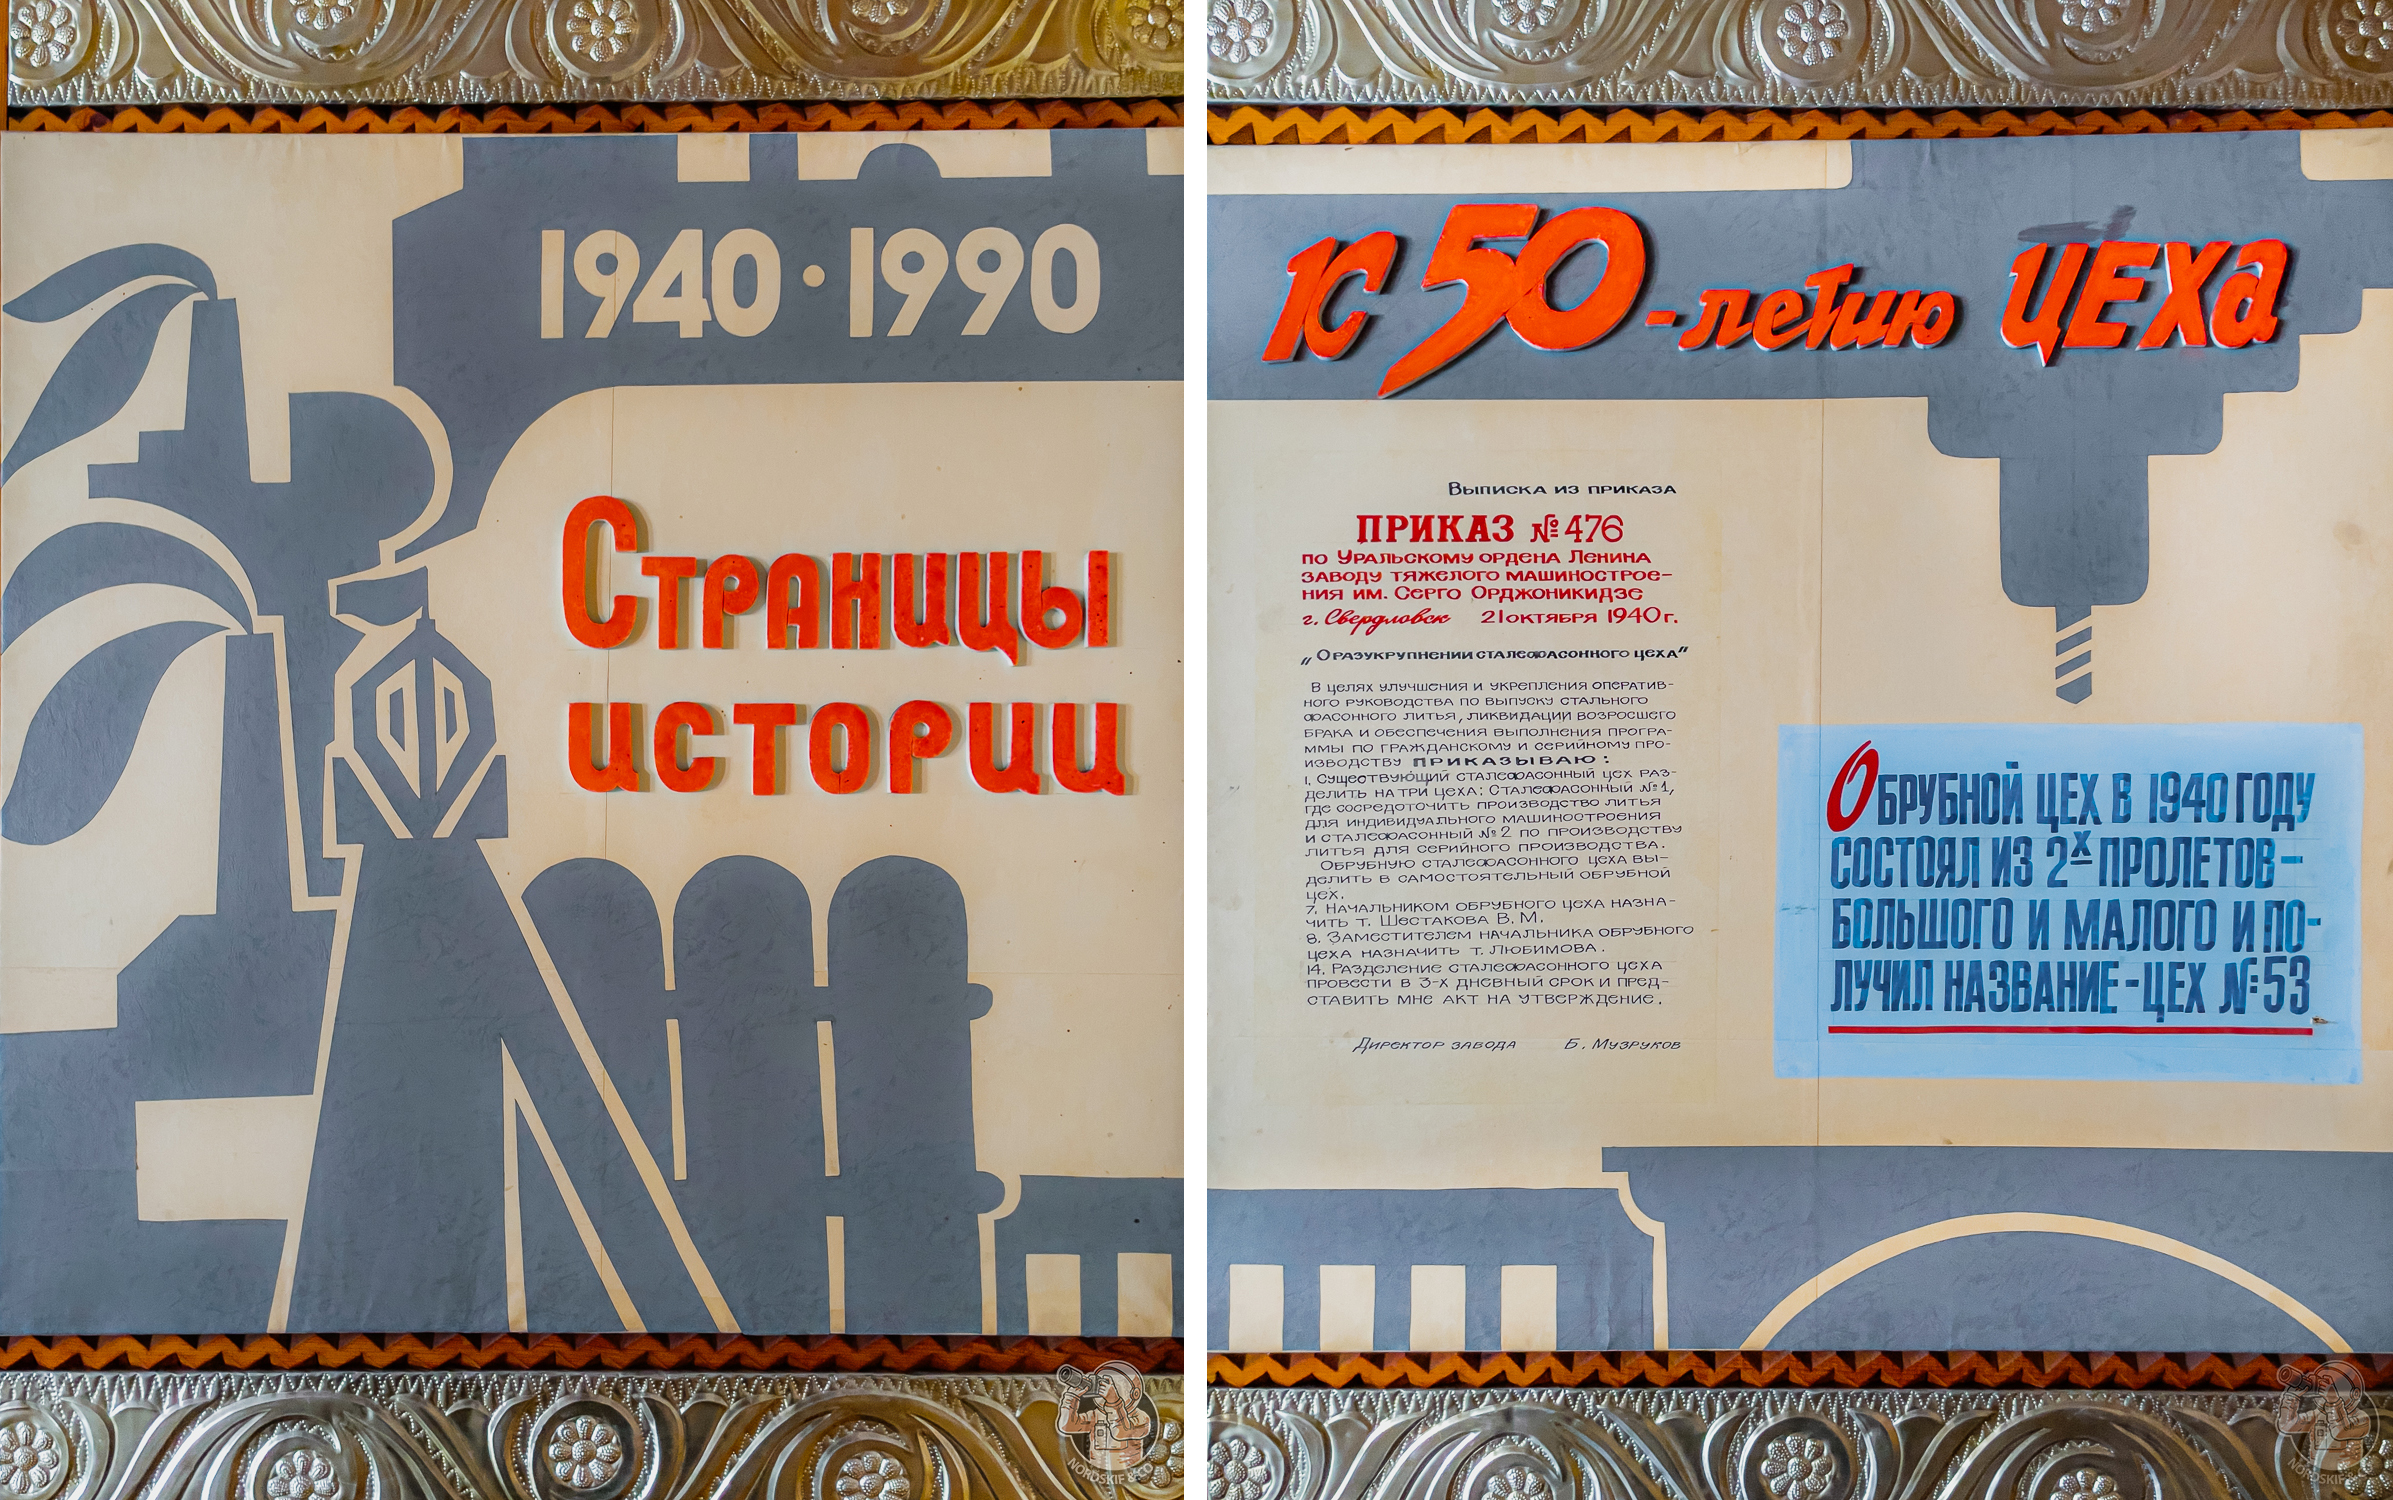 1940 · 1990
Страницы
истории
NORDSKIF & CO
К 50-летию цеха
Выписка из приказа
ПРИКАЗ № 476
по Уральскому ордена Ленина
заводу тяжелого машинострое-
ния им. Серго Орджоникидзе
г. Свердловск 21 октября 1940 г.
„О разукрупнении сталефасонного цеха"
В целях улучшения и укрепления оператив-
ного руководства по выпуску стального
фасонного литья, ликвидации возросшего
брака и обеспечения выполнения програ-
ммы по гражданскому и серийному про-
изводству ПРИКАЗЫВАЮ:
1. Существующий сталефасонный цех раз-
делить на три цеха: Сталефасонный №1,
где сосредоточить производство литья
для индивидуального машиностроения
и сталефасонный №2 по производству
литья для серийного производства.
Обрубную сталефасонного цеха вы-
делить в самостоятельный обрубной
цех.
7. Начальником обрубного цеха назна-
чить т. Шестакова В. М.
8. Заместителем начальника обрубного
цеха назначить т. Любимова.
14. Разделение сталефасонного цеха
провести в 3-х дневный срок и пред-
ставить мне акт на утверждение.
Директор завода Б. Музруков
Обрубной цех в 1940 году
состоял из 2х пролетов –
большого и малого и по-
лучил название - цех №53
NORDSKIF & CO